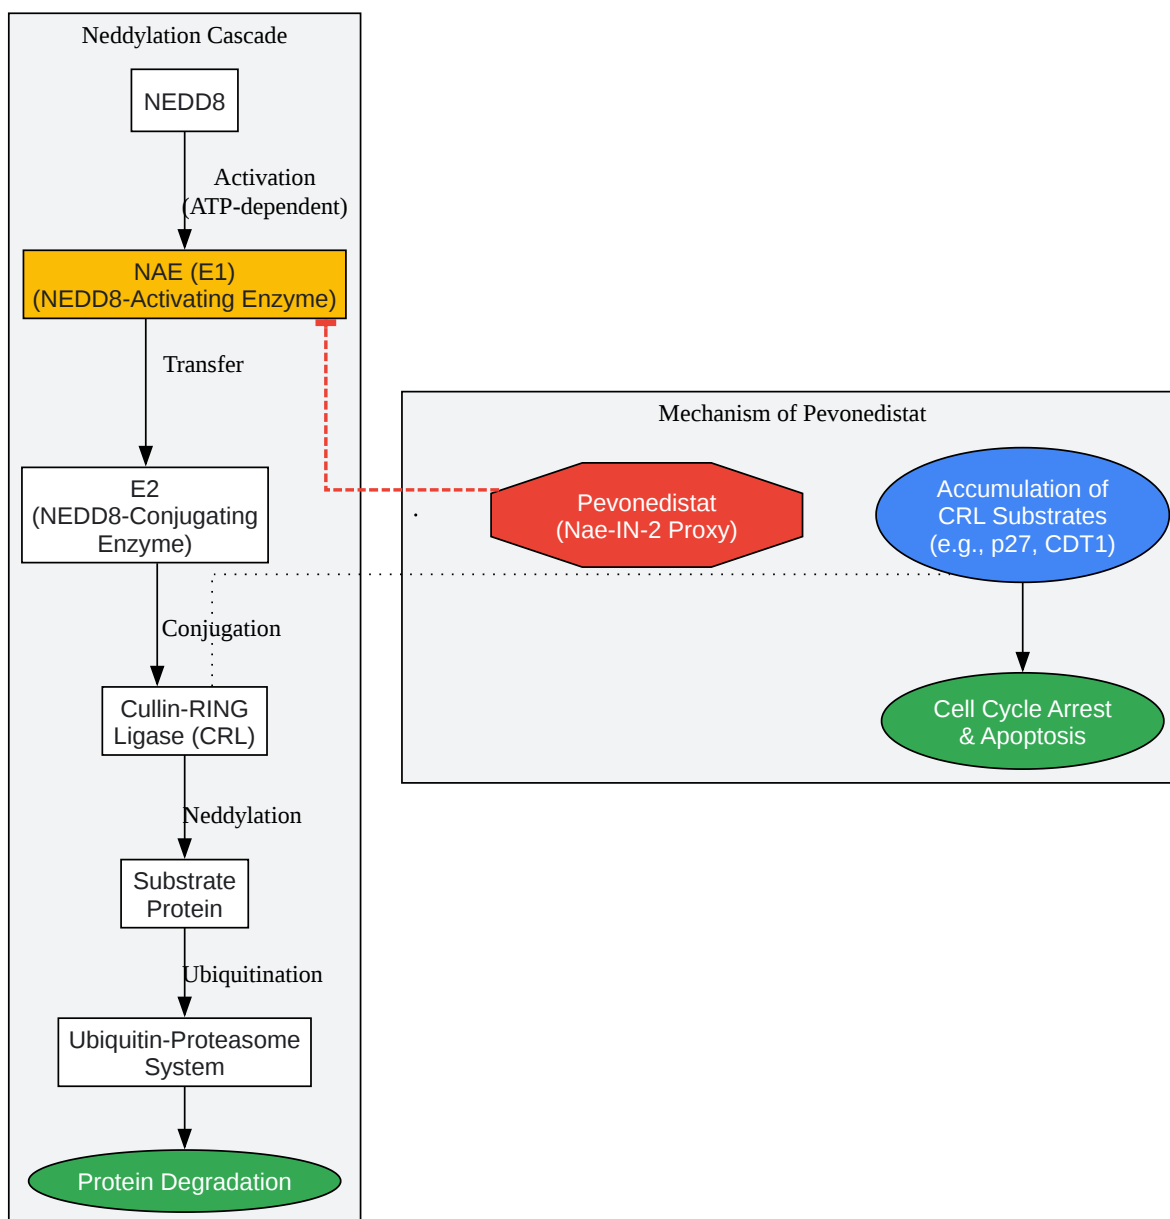 Neddylation Cascade
NEDD8
Activation
(ATP-dependent)
NAE (E1)
(NEDD8-Activating Enzyme)
Transfer
E2
(NEDD8-Conjugating
Enzyme)
Conjugation
Cullin-RING
Ligase (CRL)
Neddylation
Substrate
Protein
Ubiquitination
Ubiquitin-Proteasome
System
Protein Degradation
Mechanism of Pevonedistat
Pevonedistat
(Nae-IN-2 Proxy)
Accumulation of
CRL Substrates
(e.g., p27, CDT1)
Cell Cycle Arrest
& Apoptosis